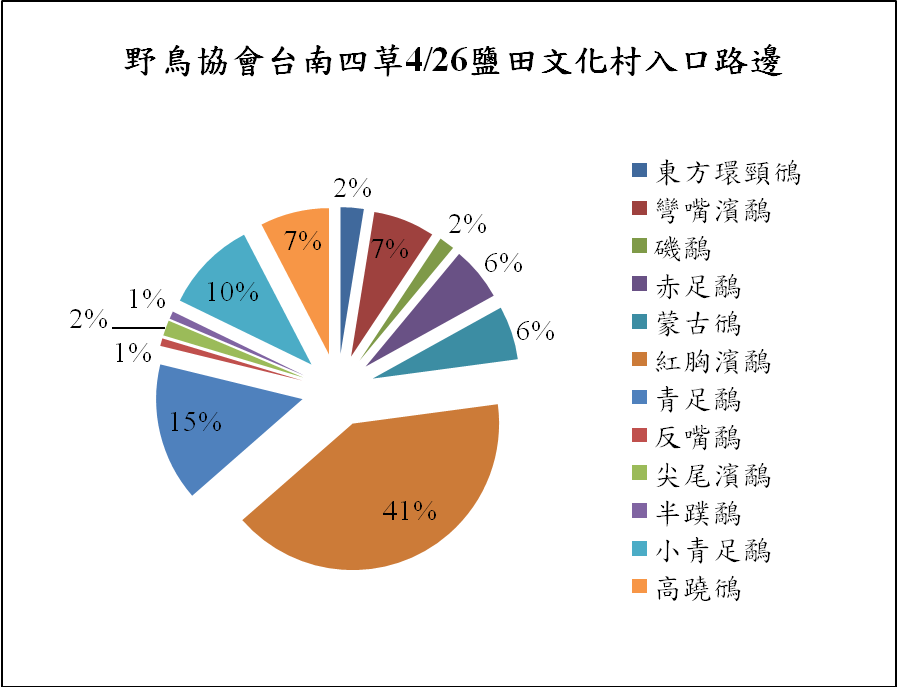 野鳥協會台南四草4/26鹽田文化村入口路邊
2%
7%
2%
6%
6%
41%
15%
1%
2%
1%
10%
7%
東方環頸鴴
彎嘴濱鷸
磯鷸
赤足鷸
蒙古鴴
紅胸濱鷸
青足鷸
反嘴鷸
尖尾濱鷸
半蹼鷸
小青足鷸
高蹺鴴